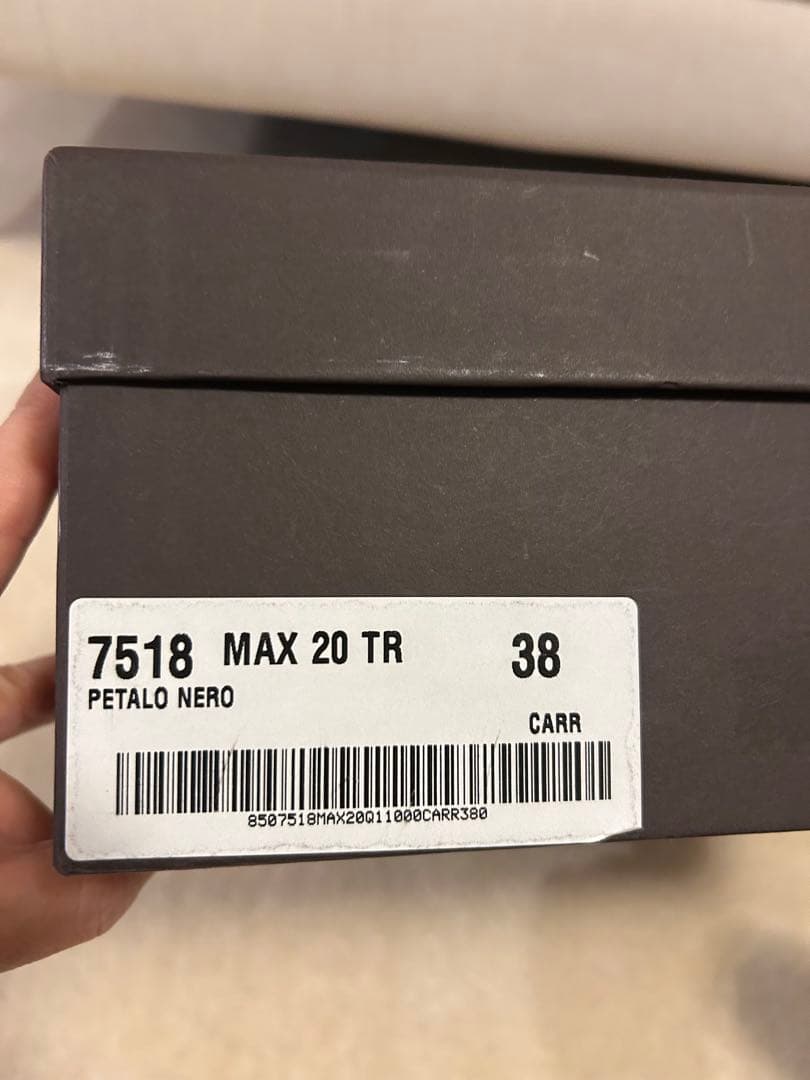 7518 MAX 20 TR 38
PETALO NERO
CARR
8507518MAX20Q11000CARR380